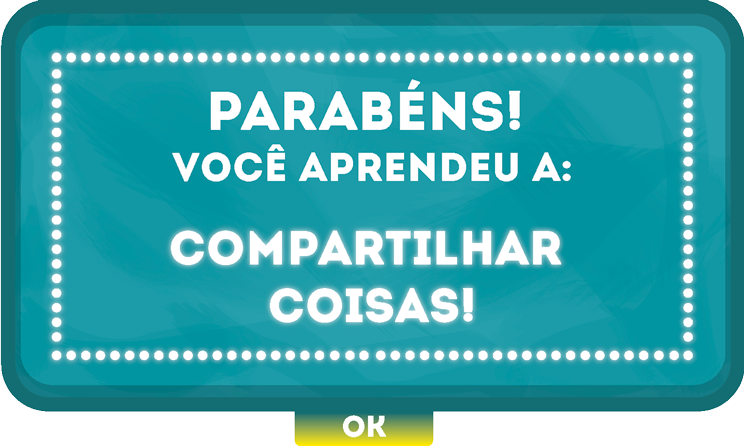 PARABÉNS!
VOCÊ APRENDEU A:
COMPARTILHAR
COISAS!
OK